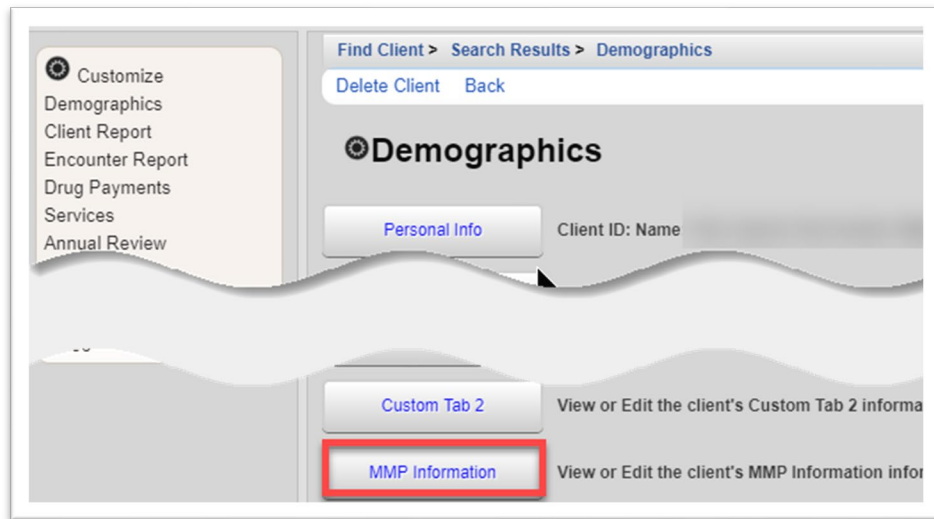 Customize
Demographics
Client Report
Encounter Report
Drug Payments
Services
Annual Review
Find Client > Search Results > Demographics
Delete Client Back
Demographics
Personal Info
Client ID: Name
Custom Tab 2
View or Edit the client's Custom Tab 2 informa
MMP Information
View or Edit the client's MMP Information infor